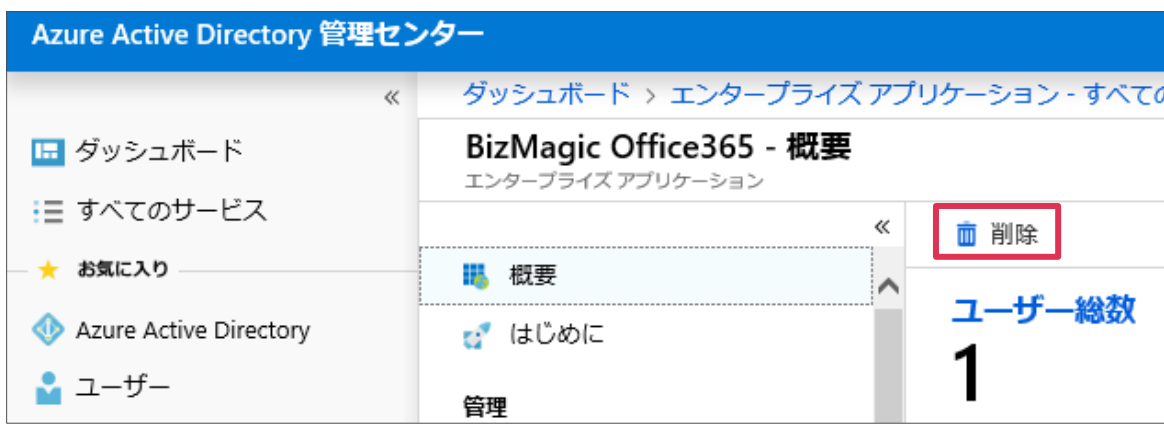 Azure Active Directory 管理センター
«
ダッシュボード
すべてのサービス
お気に入り
Azure Active Directory
ユーザー
ダッシュボード > エンタープライズ アプリケーション - すべての
BizMagic Office365 - 概要
エンタープライズ アプリケーション
«
概要
はじめに
管理
削除
ユーザー総数
1